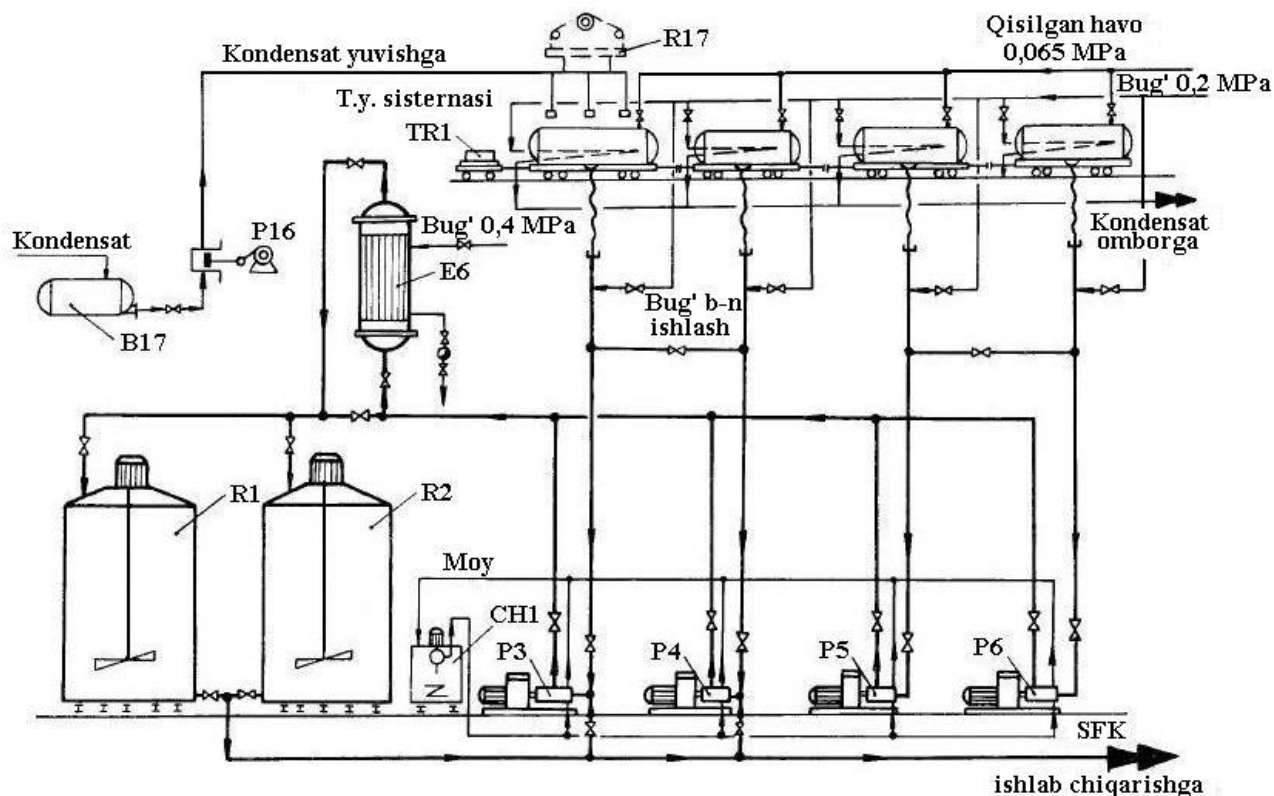 R17
Qisilgan havo
0,065 MPa
Kondensat yuvishga
Bug' 0,2 MPa
T.y. sisternasi
TR1
Kondensat
omborga
Bug' 0,4 MPa
P16
Kondensat
E6
B17
Bug' b-n
ishlash
R1
R2
Moy
CH1
P3
P4
P5
P6
SFK
ishlab chiqarishga